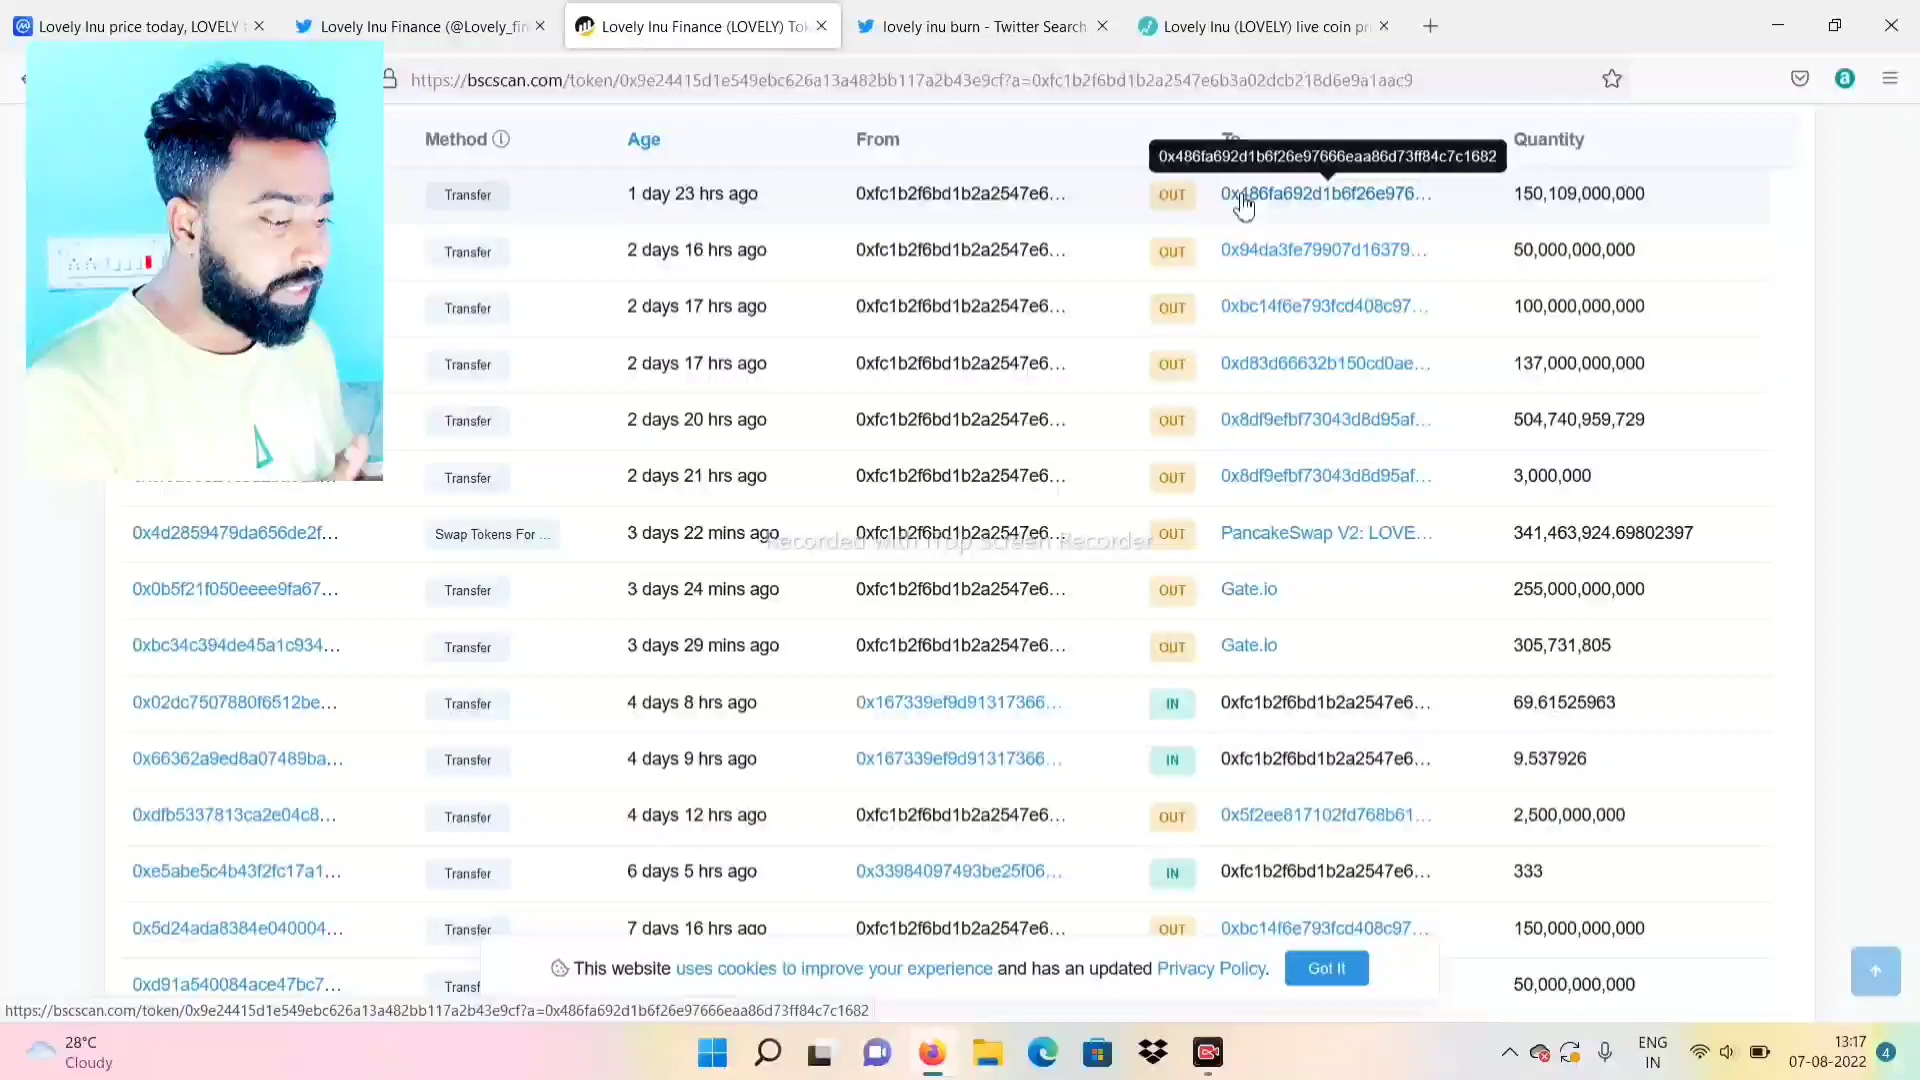 Lovely Inu price today, LOVELY t
Lovely Inu Finance (@Lovely_fin
Lovely Inu Finance (LOVELY) Tok
lovely inu burn - Twitter Search
Lovely Inu (LOVELY) live coin pri
https://bscscan.com/token/0x9e24415d1e549ebc626a13a482bb117a2b43e9cf?a=0xfc1b2f6bd1b2a2547e6b3a02dcb218d6e9a1aac9
Method Age From To Quantity
0x486fa692d1b6f26e97666eaa86d73ff84c7c1682
Transfer 1 day 23 hrs ago 0xfc1b2f6bd1b2a2547e6... OUT 0x486fa692d1b6f26e976... 150,109,000,000
Transfer 2 days 16 hrs ago 0xfc1b2f6bd1b2a2547e6... OUT 0x94da3fe79907d16379... 50,000,000,000
Transfer 2 days 17 hrs ago 0xfc1b2f6bd1b2a2547e6... OUT 0xbc14f6e793fcd408c97... 100,000,000,000
Transfer 2 days 17 hrs ago 0xfc1b2f6bd1b2a2547e6... OUT 0xd83d66632b150cd0ae... 137,000,000,000
Transfer 2 days 20 hrs ago 0xfc1b2f6bd1b2a2547e6... OUT 0x8df9efbf73043d8d95af... 504,740,959,729
Transfer 2 days 21 hrs ago 0xfc1b2f6bd1b2a2547e6... OUT 0x8df9efbf73043d8d95af... 3,000,000
0x4d2859479da656de2f... Swap Tokens For ... 3 days 22 mins ago 0xfc1b2f6bd1b2a2547e6... OUT PancakeSwap V2: LOVE... 341,463,924.69802397
Recorded with iTop Screen Recorder
0x0b5f21f050eeee9fa67... Transfer 3 days 24 mins ago 0xfc1b2f6bd1b2a2547e6... OUT Gate.io 255,000,000,000
0xbc34c394de45a1c934... Transfer 3 days 29 mins ago 0xfc1b2f6bd1b2a2547e6... OUT Gate.io 305,731,805
0x02dc7507880f6512be... Transfer 4 days 8 hrs ago 0x167339ef9d91317366... IN 0xfc1b2f6bd1b2a2547e6... 69.61525963
0x66362a9ed8a07489ba... Transfer 4 days 9 hrs ago 0x167339ef9d91317366... IN 0xfc1b2f6bd1b2a2547e6... 9.537926
0xdfb5337813ca2e04c8... Transfer 4 days 12 hrs ago 0xfc1b2f6bd1b2a2547e6... OUT 0x5f2ee817102fd768b61... 2,500,000,000
0xe5abe5c4b43f2fc17a1... Transfer 6 days 5 hrs ago 0x33984097493be25f06... IN 0xfc1b2f6bd1b2a2547e6... 333
0x5d24ada8384e040004... Transfer 7 days 16 hrs ago 0xfc1b2f6bd1b2a2547e6... OUT 0xbc14f6e793fcd408c97... 150,000,000,000
This website uses cookies to improve your experience and has an updated Privacy Policy. Got It
0xd91a540084ace47bc7... Transf 50,000,000,000
https://bscscan.com/token/0x9e24415d1e549ebc626a13a482bb117a2b43e9cf?a=0x486fa692d1b6f26e97666eaa86d73ff84c7c1682
28°C
Cloudy
ENG
IN
13:17
07-08-2022
4